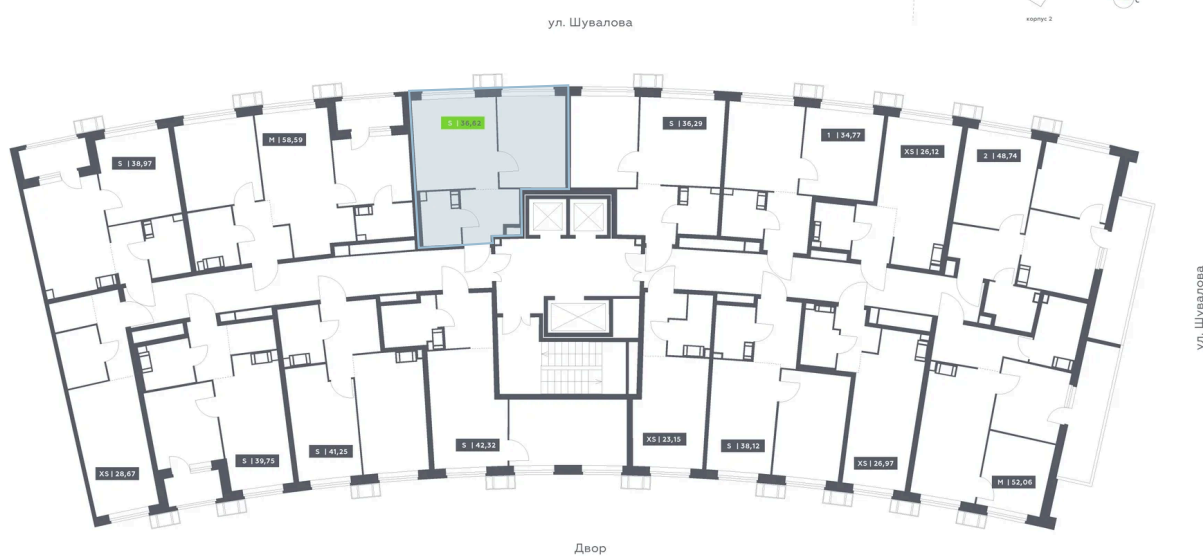 корпус 2
ул. Шувалова
S | 36,62
S | 36,29
1 | 34,77
M | 58,59
XS | 26,12
2 | 48,74
S | 38,97
ул. Шувалова
S | 42,32
XS | 23,15
S | 38,12
S | 41,25
S | 39,75
XS | 26,97
XS | 28,67
M | 52,06
Двор